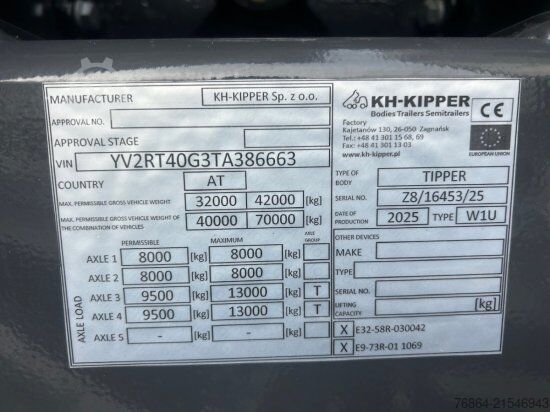 MANUFACTURER KH-KIPPER Sp. z o.o.
APPROVAL NO.
APPROVAL STAGE
VIN YV2RT40G3TA386663
COUNTRY AT
MAX. PERMISSIBLE GROSS VEHICLE WEIGHT 32000 42000 [kg]
MAX. PERMISSIBLE GROSS VEHICLE WEIGHT OF THE COMBINATION OF VEHICLES 40000 70000 [kg]
AXLE LOAD
PERMISSIBLE MAXIMUM AXLE GROUP
AXLE 1 8000 [kg] 8000 [kg]
AXLE 2 8000 [kg] 8000 [kg]
AXLE 3 9500 [kg] 13000 [kg] T
AXLE 4 9500 [kg] 13000 [kg] T
AXLE 5 - [kg] - [kg]
KH-KIPPER
Bodies Trailers Semitrailers
Factory
Kajetanów 130, 26-050 Zagnańsk
Tel.:+48 41 301 15 68, 69
Fax:+48 41 301 13 03
www.kh-kipper.pl
CE
EUROPEAN UNION
TYPE OF BODY TIPPER
SERIAL NO. Z8/16453/25
DATE OF PRODUCTION 2025 TYPE W1U
OTHER DEVICES
MAKE
TYPE
SERIAL NO.
LIFTING CAPACITY [kg]
X E32-58R-030042
X E9-73R-01 1069
76864-21546943